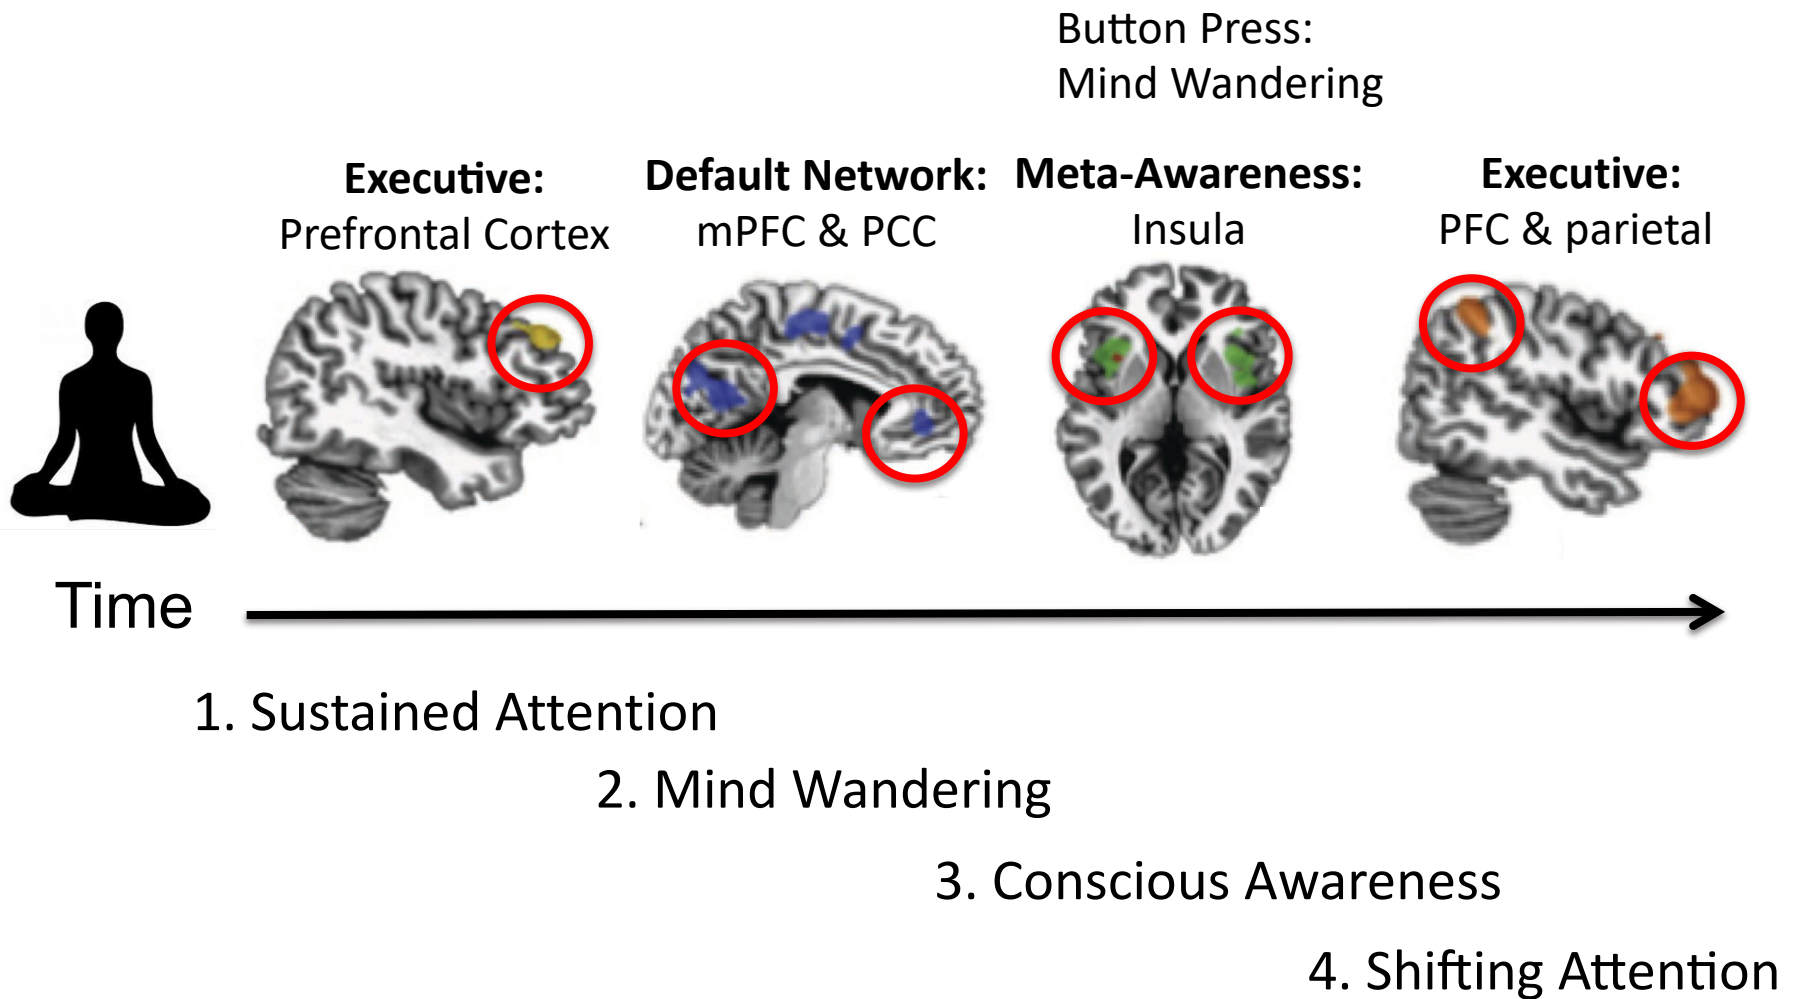 Button Press:
Mind Wandering
Executive:
Prefrontal Cortex
Default Network:
mPFC & PCC
Meta-Awareness:
Insula
Executive:
PFC & parietal
Time
1. Sustained Attention
2. Mind Wandering
3. Conscious Awareness
4. Shifting Attention